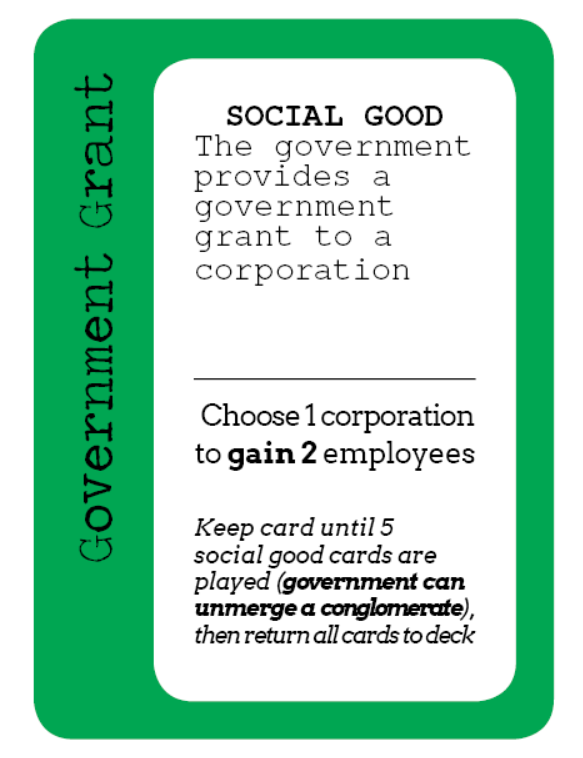 Government Grant
SOCIAL GOOD
The government
provides a
government
grant to a
corporation
Choose 1 corporation
to gain 2 employees
Keep card until 5
social good cards are
played (government can
unmerge a conglomerate),
then return all cards to deck